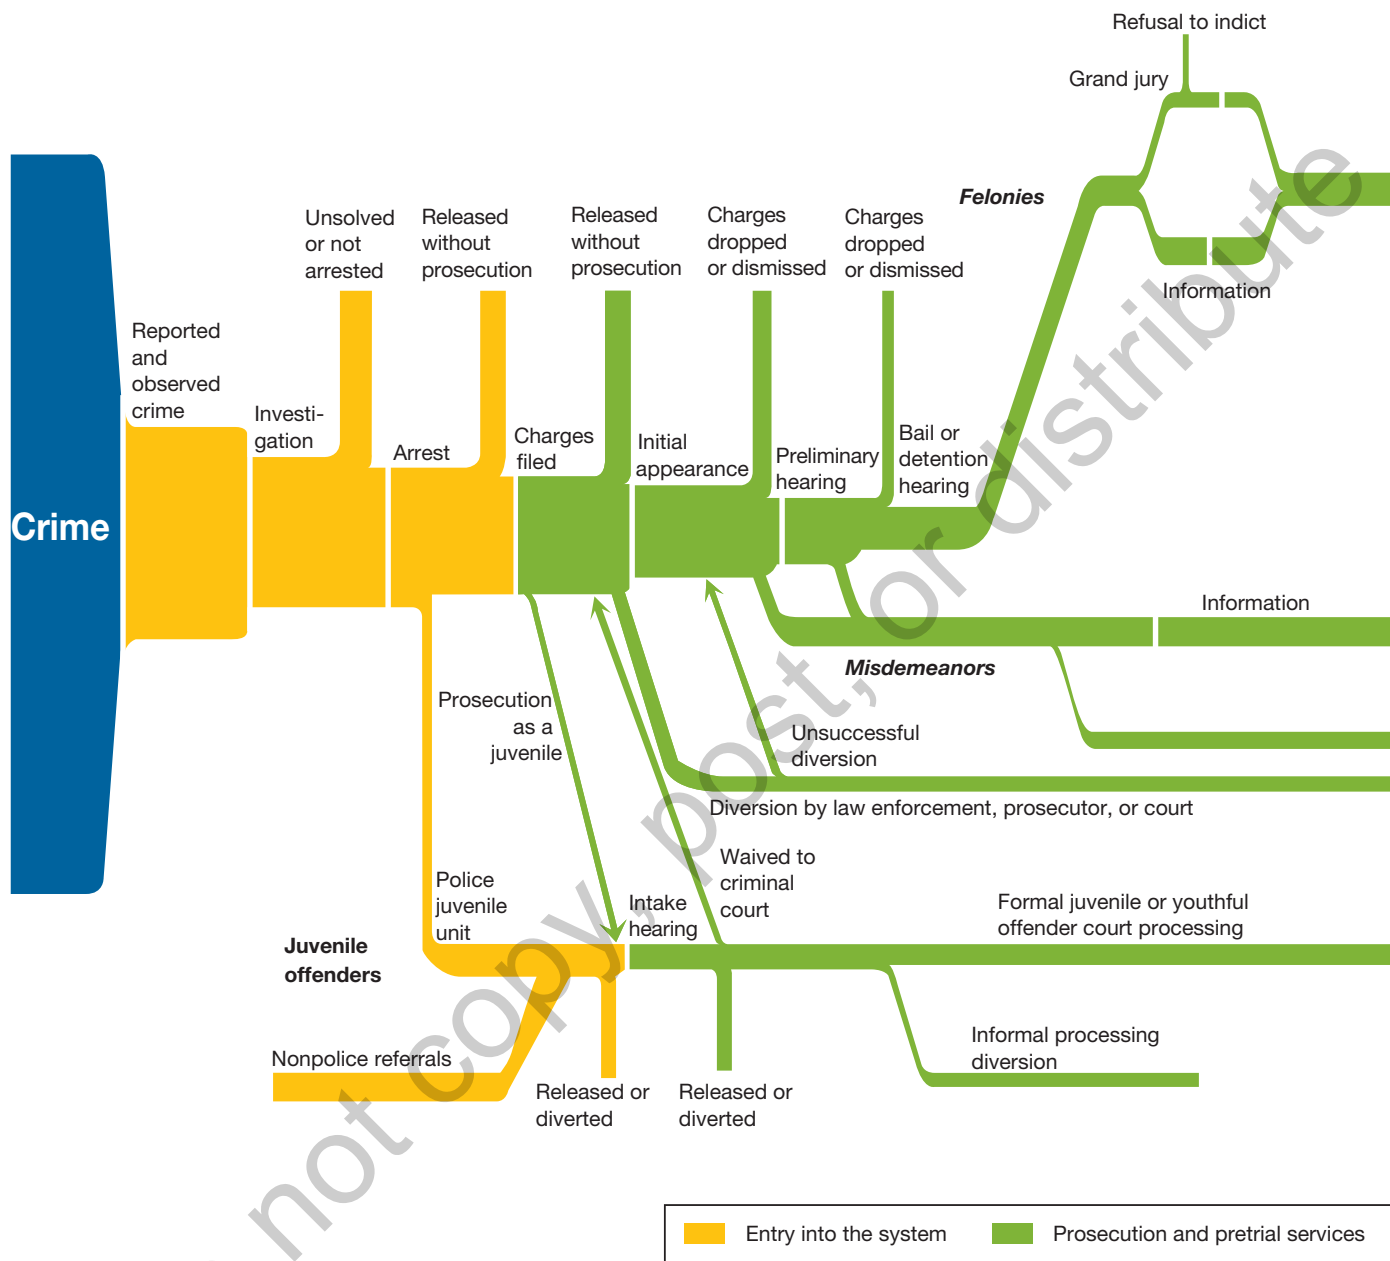 Refusal to indict
Grand jury
Felonies
Information
Unsolved
or not
arrested
Released
without
prosecution
Released
without
prosecution
Charges
dropped
or dismissed
Charges
dropped
or dismissed
Reported
and
observed
crime
Investi-
gation
Arrest
Charges
filed
Initial
appearance
Preliminary
hearing
Bail or
detention
hearing
Crime
Information
Misdemeanors
Prosecution
as a
juvenile
Unsuccessful
diversion
Diversion by law enforcement, prosecutor, or court
Waived to
criminal
court
Police
juvenile
unit
Intake
hearing
Formal juvenile or youthful
offender court processing
Juvenile
offenders
Nonpolice referrals
Released or
diverted
Released or
diverted
Informal processing
diversion
Entry into the system
Prosecution and pretrial services
not copy, post, or distribute